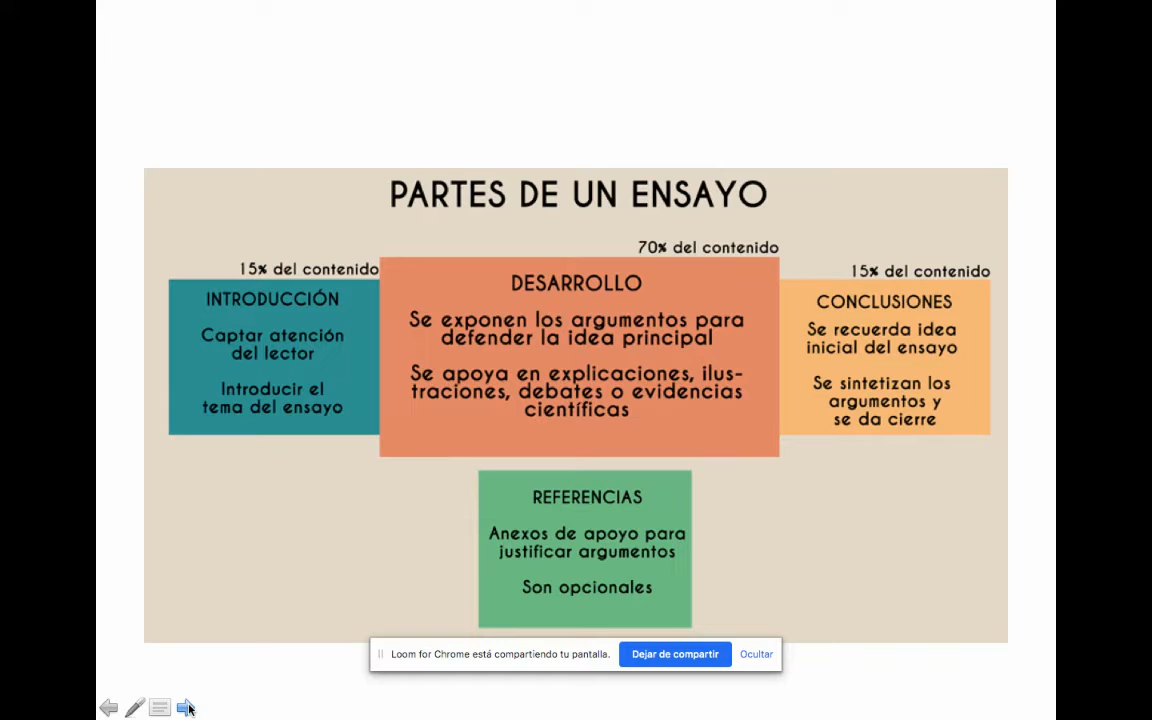 PARTES DE UN ENSAYO
15% del contenido
INTRODUCCIÓN
Captar atención
del lector
Introducir el
tema del ensayo
70% del contenido
DESARROLLO
Se exponen los argumentos para
defender la idea principal
Se apoya en explicaciones, ilus-
traciones, debates o evidencias
científicas
15% del contenido
CONCLUSIONES
Se recuerda idea
inicial del ensayo
Se sintetizan los
argumentos y
se da cierre
REFERENCIAS
Anexos de apoyo para
justificar argumentos
Son opcionales
Loom for Chrome está compartiendo tu pantalla.
Dejar de compartir
Ocultar